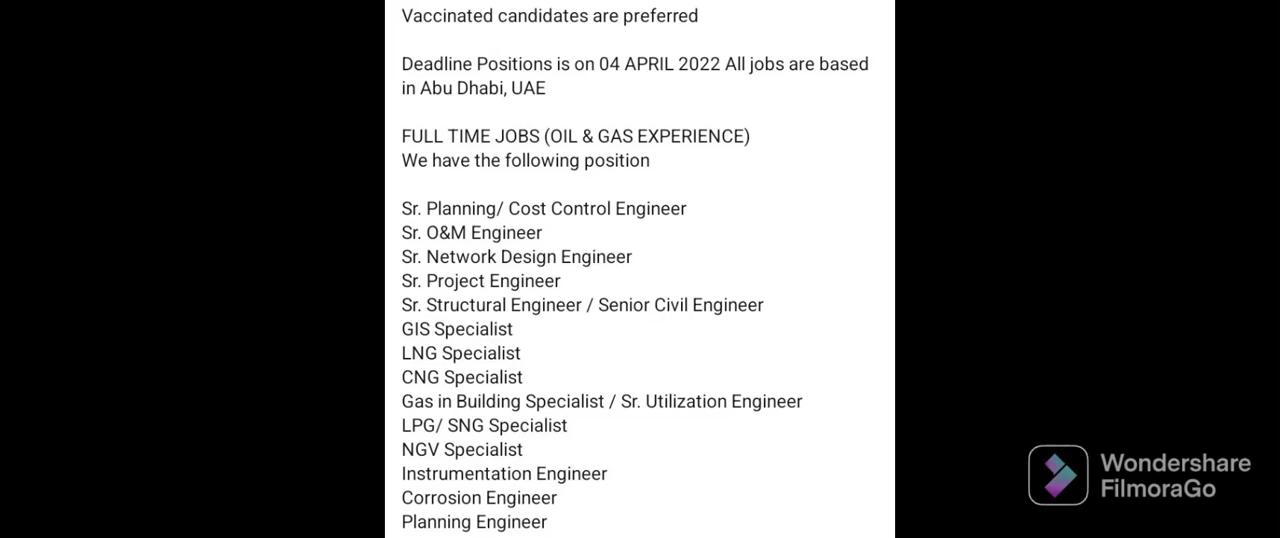 Vaccinated candidates are preferred
Deadline Positions is on 04 APRIL 2022 All jobs are based
in Abu Dhabi, UAE
FULL TIME JOBS (OIL & GAS EXPERIENCE)
We have the following position
Sr. Planning/ Cost Control Engineer
Sr. O&M Engineer
Sr. Network Design Engineer
Sr. Project Engineer
Sr. Structural Engineer / Senior Civil Engineer
GIS Specialist
LNG Specialist
CNG Specialist
Gas in Building Specialist / Sr. Utilization Engineer
LPG/ SNG Specialist
NGV Specialist
Instrumentation Engineer
Corrosion Engineer
Planning Engineer
Wondershare
FilmoraGo